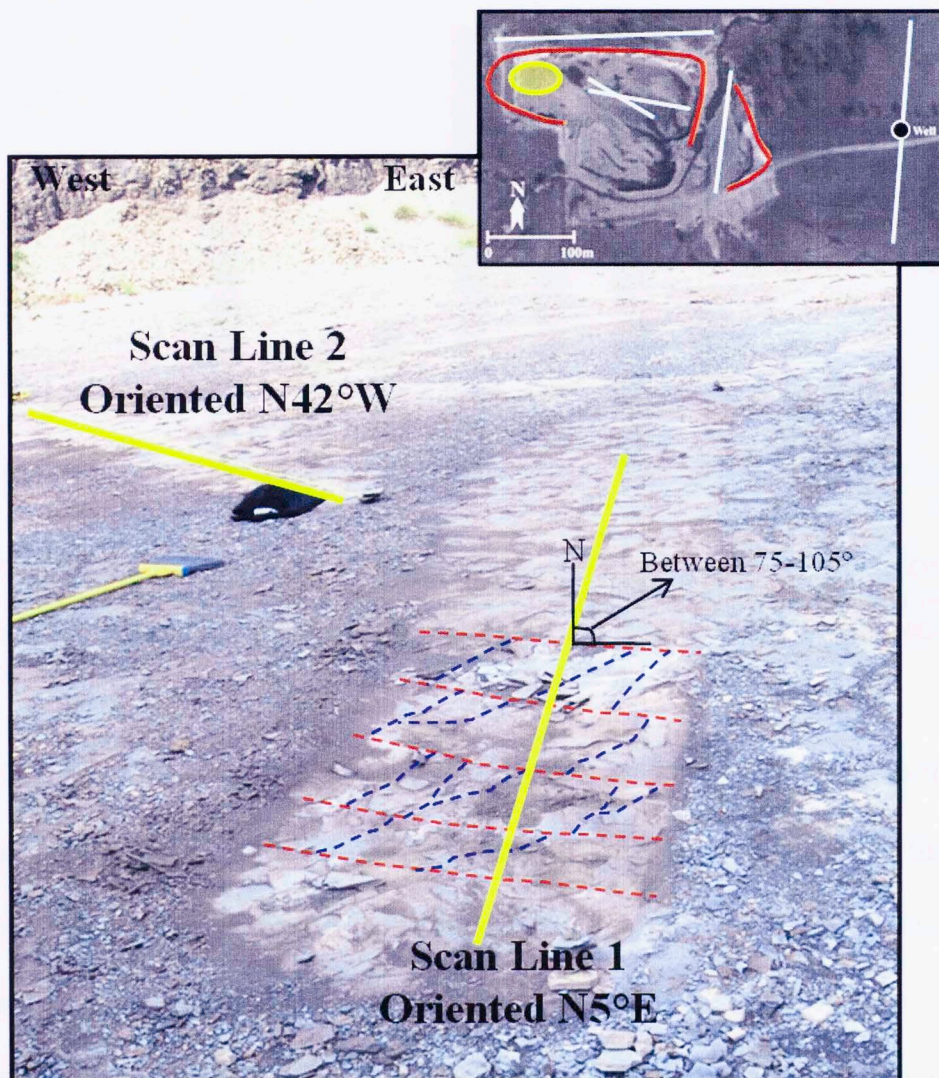 Well
N
0
100m
West
East
Scan Line 2
Oriented N42°W
N
Between 75-105°
Scan Line 1
Oriented N5°E